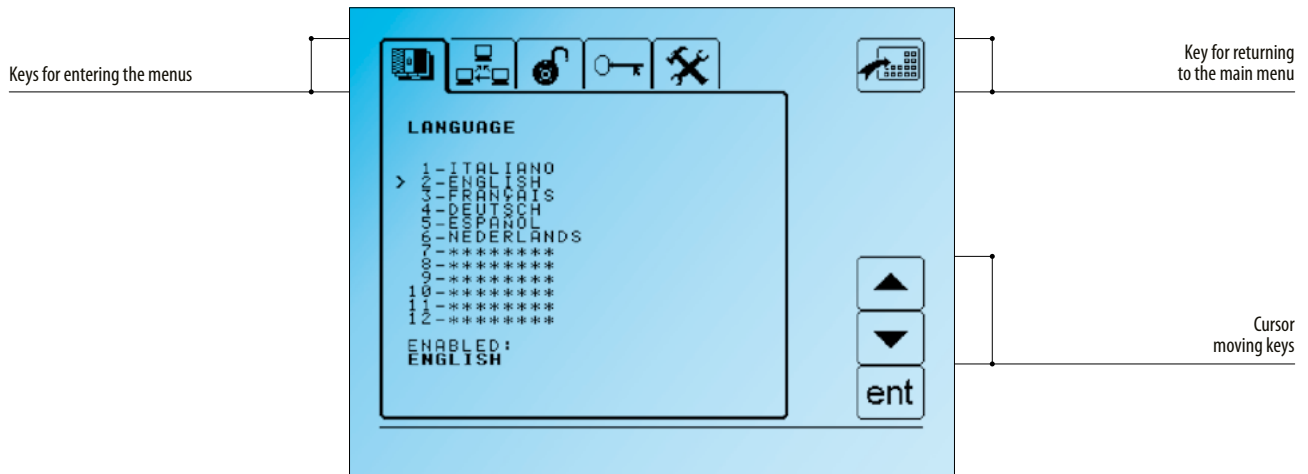 Keys for entering the menus
Key for returning
to the main menu
LANGUAGE
1-ITALIANO
> 2-ENGLISH
3-FRANÇAIS
4-DEUTSCH
5-ESPAÑOL
6-NEDERLANDS
7-********
8-********
9-********
10-********
11-********
12-********
ENABLED:
ENGLISH
Cursor
moving keys
ent